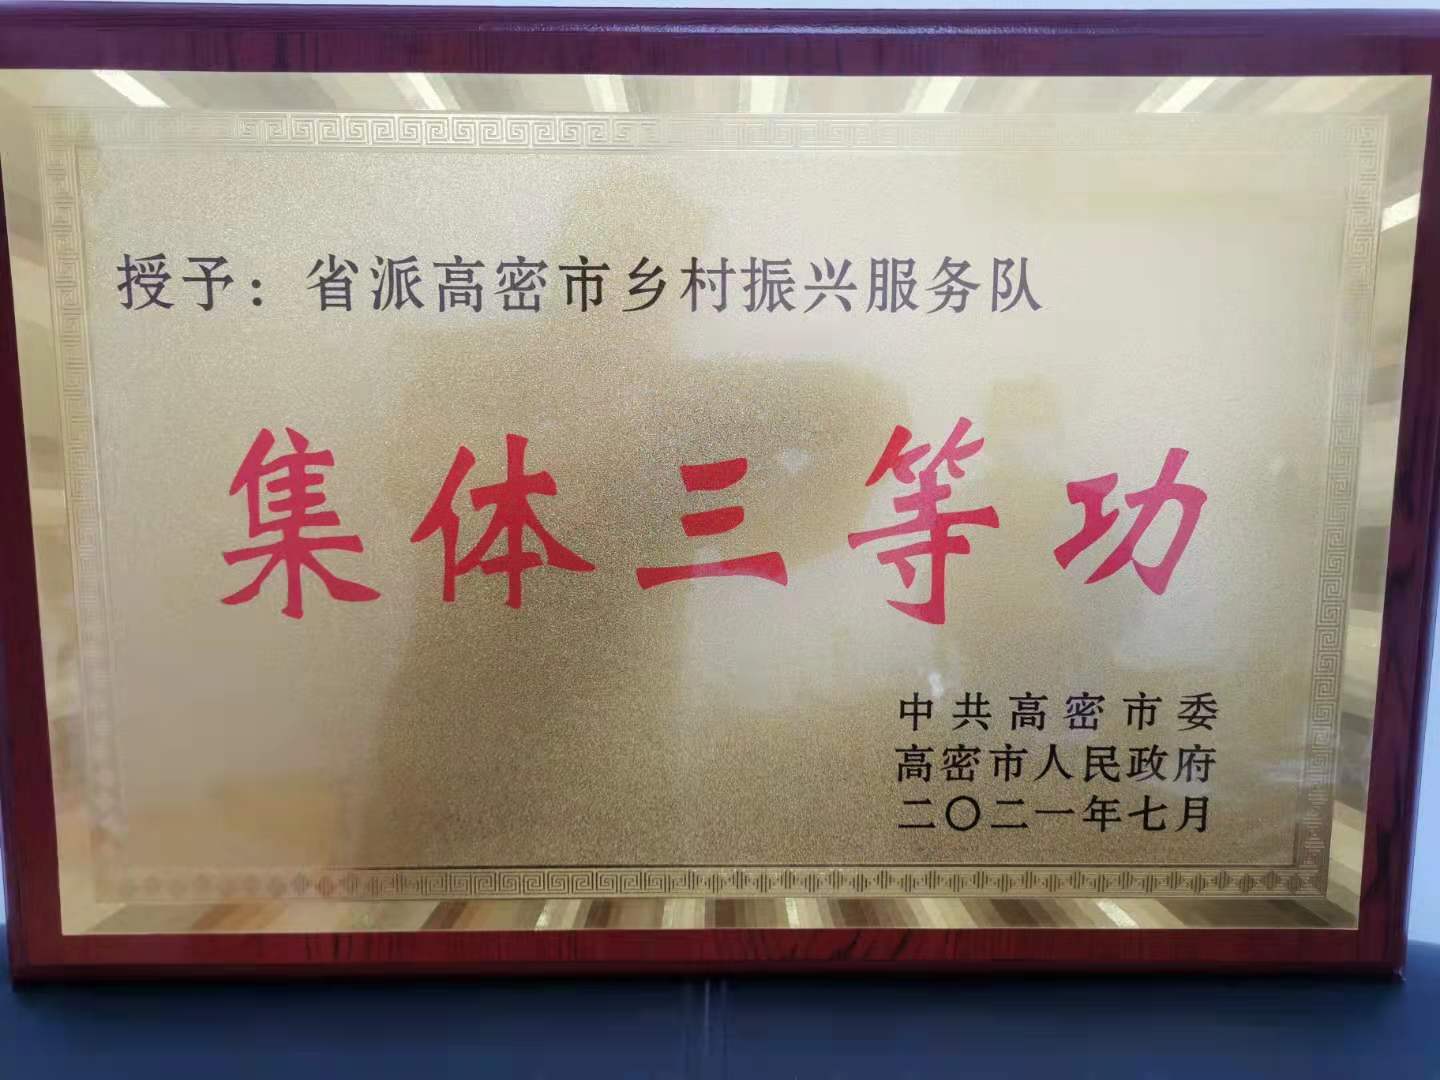 授予：省派高密市乡村振兴服务队
集体三等功
中共高密市委
高密市人民政府
二〇二一年七月